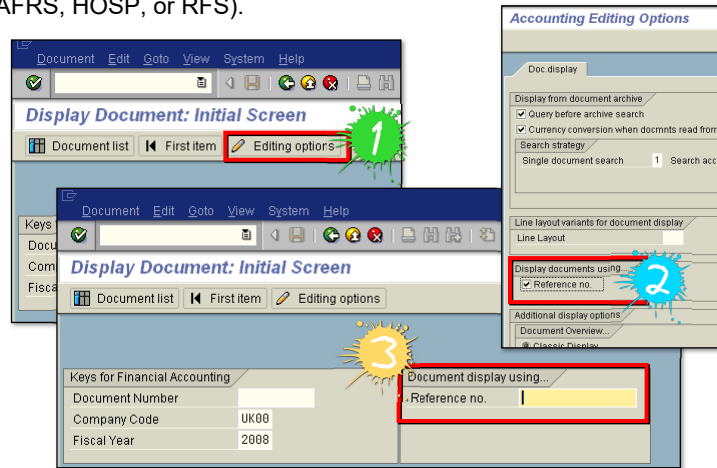 AFRS, HOSP, or RFS).
Document Edit Goto View System Help
Display Document: Initial Screen
Document list First item Editing options
1
Keys
Docu
Com
Fisca
Document Edit Goto View System Help
Display Document: Initial Screen
Document list First item Editing options
3
Keys for Financial Accounting
Document Number
Company Code UK00
Fiscal Year 2008
Document display using...
Reference no.
Accounting Editing Options
Doc.display
Display from document archive
Query before archive search
Currency conversion when docmnts read from
Search strategy
Single document search 1 Search acc
Line layout variants for document display
Line Layout
Display documents using...
Reference no.
2
Additional display options
Document Overview...
Classic Display